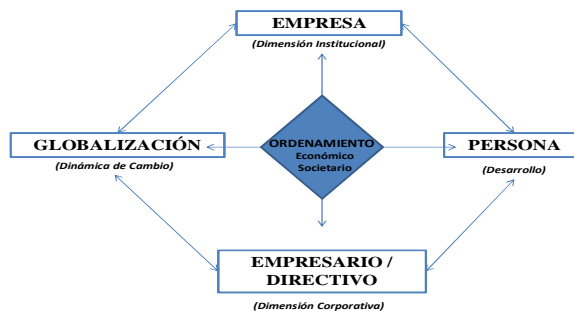 EMPRESA
(Dimensión Institucional)
GLOBALIZACIÓN
(Dinámica de Cambio)
ORDENAMIENTO
Económico
Societario
PERSONA
(Desarrollo)
EMPRESARIO /
DIRECTIVO
(Dimensión Corporativa)